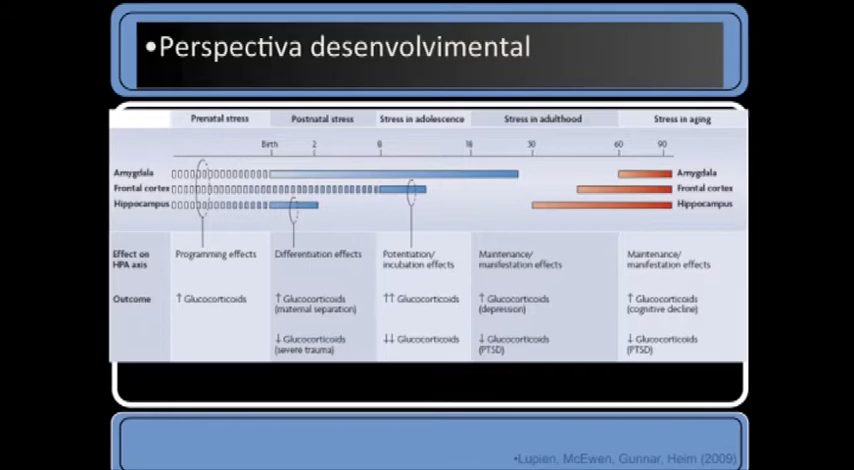 •Perspectiva desenvolvimental
Prenatal stress Postnatal stress Stress in adolescence Stress in adulthood Stress in aging
Birth 2 8 18 30 60 90
Amygdala Amygdala
Frontal cortex Frontal cortex
Hippocampus Hippocampus
Effect on Programming effects Differentiation effects Potentiation/ Maintenance/ Maintenance/
HPA axis incubation effects manifestation effects manifestation effects
Outcome ↑ Glucocorticoids ↑ Glucocorticoids ↑↑ Glucocorticoids ↑ Glucocorticoids ↑ Glucocorticoids
(maternal separation) (depression) (cognitive decline)
↓ Glucocorticoids ↓↓ Glucocorticoids ↓ Glucocorticoids ↓ Glucocorticoids
(severe trauma) (PTSD) (PTSD)
•Lupien, McEwen, Gunnar, Heim (2009)